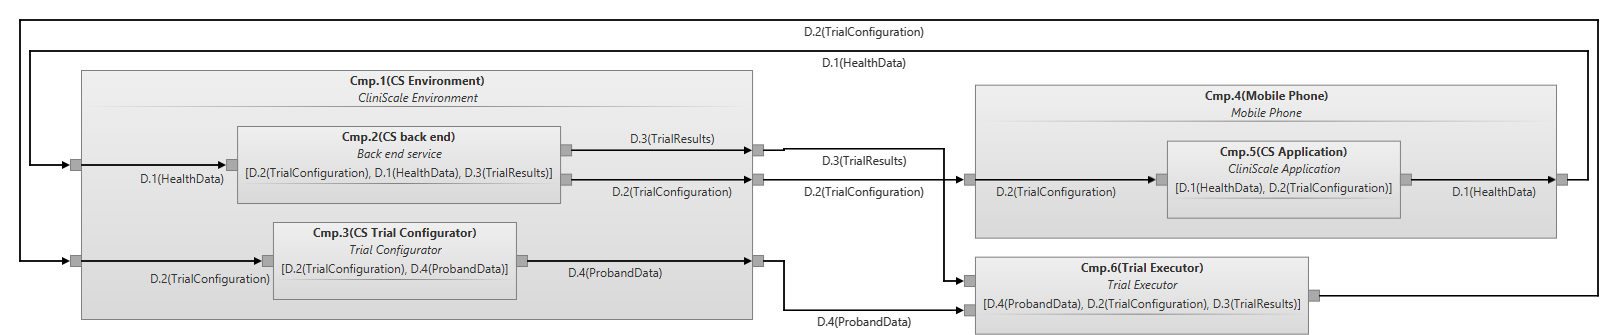 D.2(TrialConfiguration)
D.1(HealthData)
Cmp.1(CS Environment)
CliniScale Environment
Cmp.2(CS back end)
Back end service
[D.2(TrialConfiguration), D.1(HealthData), D.3(TrialResults)]
D.1(HealthData)
D.3(TrialResults)
D.2(TrialConfiguration)
Cmp.3(CS Trial Configurator)
Trial Configurator
[D.2(TrialConfiguration), D.4(ProbandData)]
D.2(TrialConfiguration)
D.4(ProbandData)
D.3(TrialResults)
D.2(TrialConfiguration)
D.4(ProbandData)
Cmp.4(Mobile Phone)
Mobile Phone
Cmp.5(CS Application)
CliniScale Application
[D.1(HealthData), D.2(TrialConfiguration)]
D.2(TrialConfiguration)
D.1(HealthData)
Cmp.6(Trial Executor)
Trial Executor
[D.4(ProbandData), D.2(TrialConfiguration), D.3(TrialResults)]